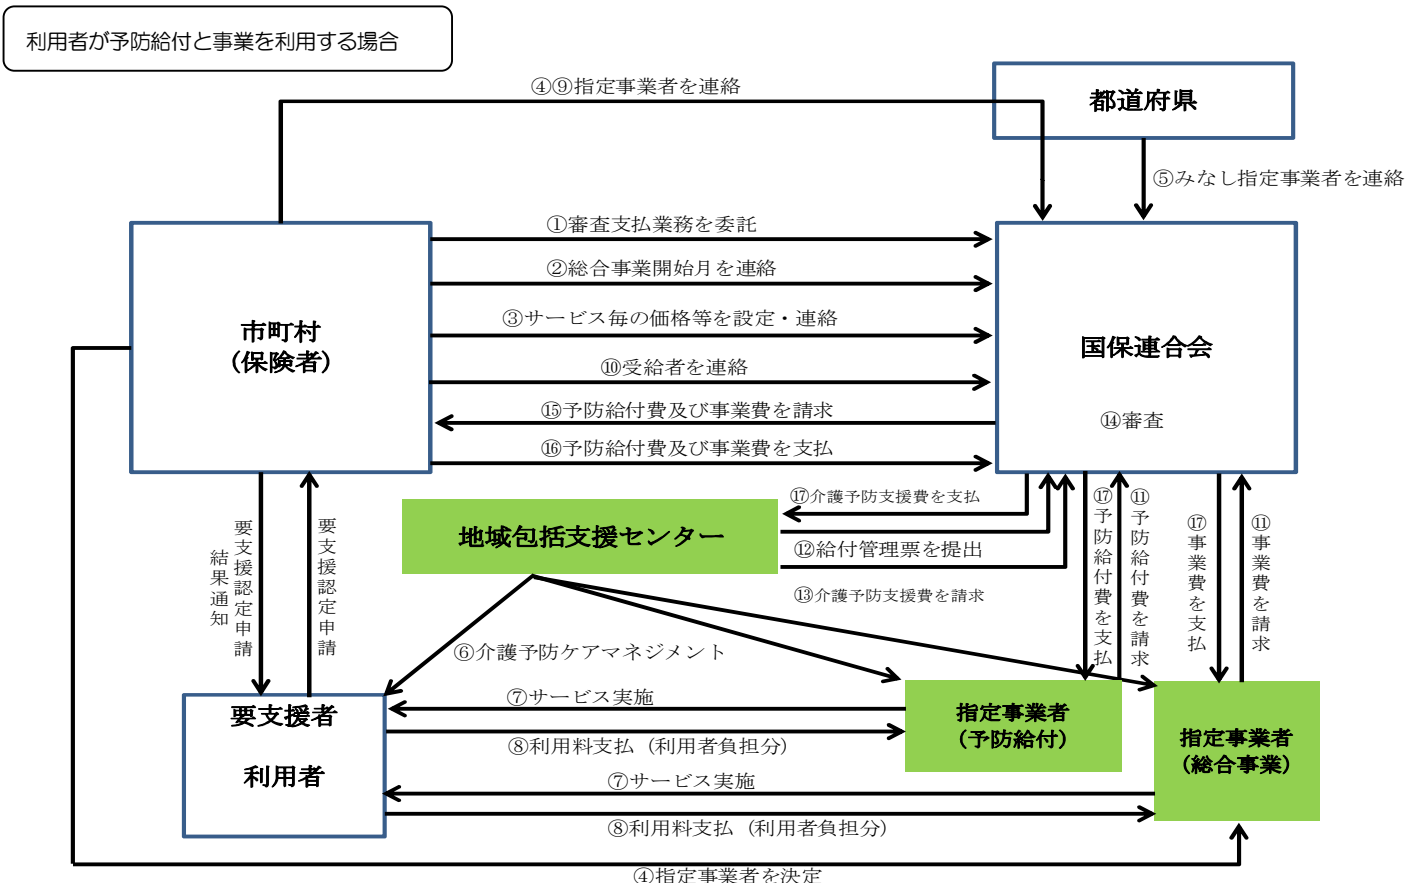 利用者が予防給付と事業を利用する場合
④⑨指定事業者を連絡
都道府県
⑤みなし指定事業者を連絡
①審査支払業務を委託
②総合事業開始月を連絡
③サービス毎の価格等を設定・連絡
市町村
(保険者)
国保連合会
⑩受給者を連絡
⑮予防給付費及び事業費を請求
⑭審査
⑯予防給付費及び事業費を支払
要支援認定申請
結果通知
要支援認定申請
地域包括支援センター
⑰介護予防支援費を支払
⑫給付管理票を提出
⑬介護予防支援費を請求
⑰予防給付費を支払
⑪予防給付費を請求
⑰事業費を支払
⑪事業費を請求
⑥介護予防ケアマネジメント
要支援者
利用者
⑦サービス実施
⑧利用料支払（利用者負担分）
指定事業者
(予防給付)
指定事業者
(総合事業)
⑦サービス実施
⑧利用料支払（利用者負担分）
④指定事業者を決定